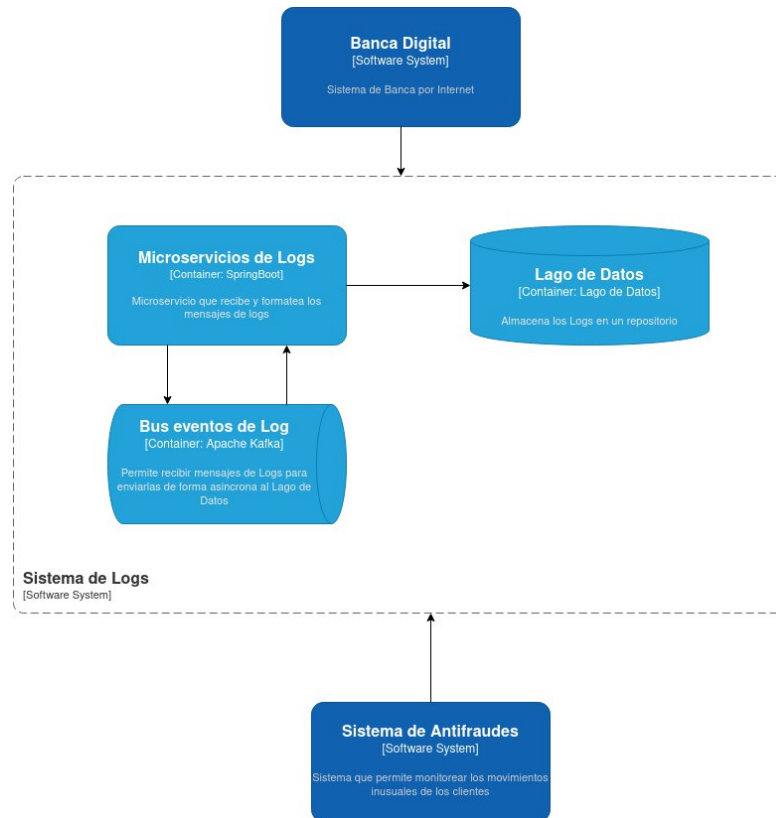 Banca Digital
[Software System]
Sistema de Banca por Internet
Microservicios de Logs
[Container: SpringBoot]
Microservicio que recibe y formatea los
mensajes de logs
Lago de Datos
[Container: Lago de Datos]
Almacena los Logs en un repositorio
Bus eventos de Log
[Container: Apache Kafka]
Permite recibir mensajes de Logs para
enviarlas de forma asincrona al Lago de
Datos
Sistema de Logs
[Software System]
Sistema de Antifraudes
[Software System]
Sistema que permite monitorear los movimientos
inusuales de los clientes